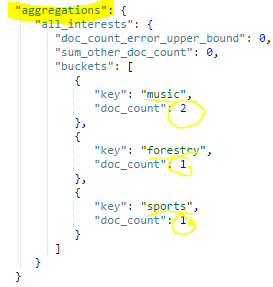 "aggregations": {
"all_interests": {
"doc_count_error_upper_bound": 0,
"sum_other_doc_count": 0,
"buckets": [
{
"key": "music",
"doc_count": 2
},
{
"key": "forestry",
"doc_count": 1
},
{
"key": "sports",
"doc_count": 1
}
]
}
}